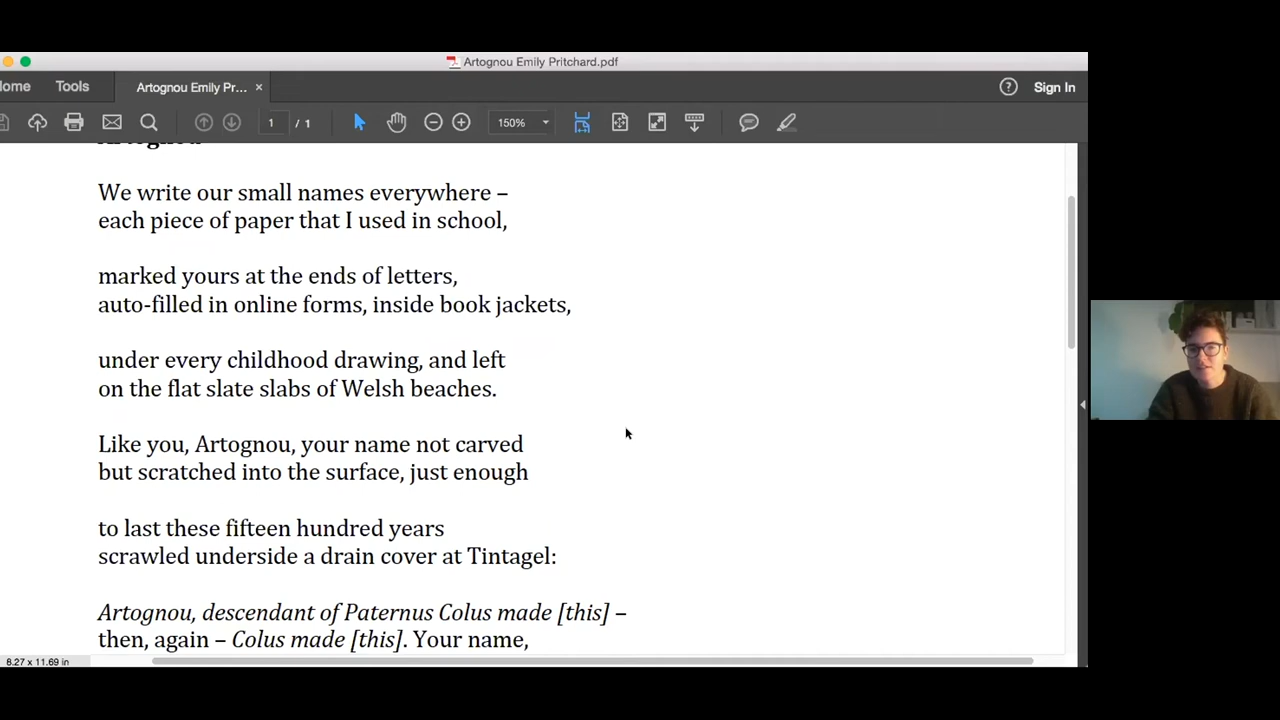 Artognou Emily Pritchard.pdf
Home Tools Artognou Emily Pr... × ? Sign In
1 / 1 150%
Artognou
We write our small names everywhere –
each piece of paper that I used in school,
marked yours at the ends of letters,
auto-filled in online forms, inside book jackets,
under every childhood drawing, and left
on the flat slate slabs of Welsh beaches.
Like you, Artognou, your name not carved
but scratched into the surface, just enough
to last these fifteen hundred years
scrawled underside a drain cover at Tintagel:
Artognou, descendant of Paternus Colus made [this] –
then, again – Colus made [this]. Your name,
8.27 x 11.69 in